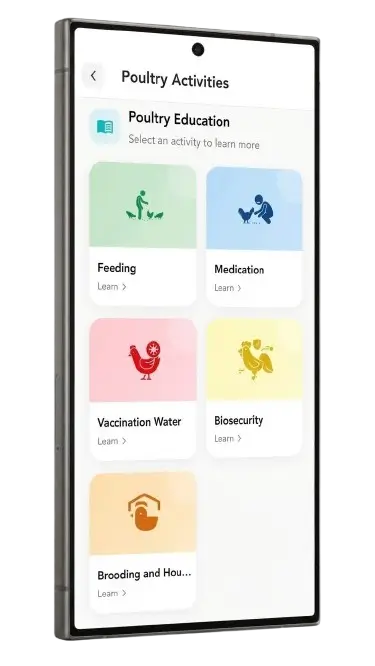 Poultry Activities
Poultry Education
Select an activity to learn more
Feeding
Learn >
Medication
Learn >
Vaccination Water
Learn >
Biosecurity
Learn >
Brooding and Hou...
Learn >